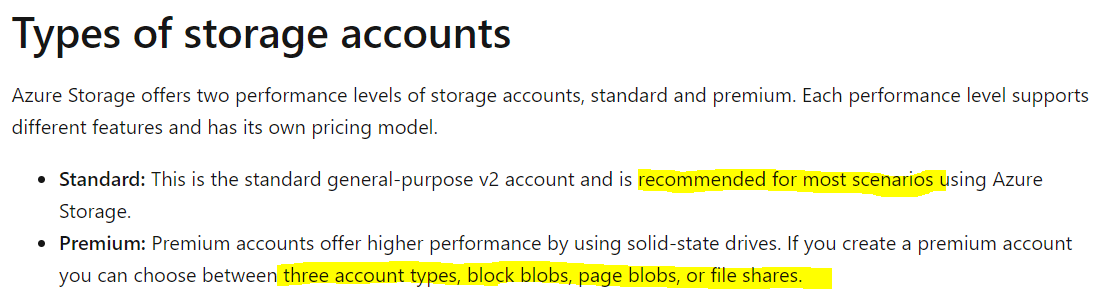 Types of storage accounts
Azure Storage offers two performance levels of storage accounts, standard and premium. Each performance level supports
different features and has its own pricing model.
• Standard: This is the standard general-purpose v2 account and is recommended for most scenarios using Azure
Storage.
• Premium: Premium accounts offer higher performance by using solid-state drives. If you create a premium account
you can choose between three account types, block blobs, page blobs, or file shares.